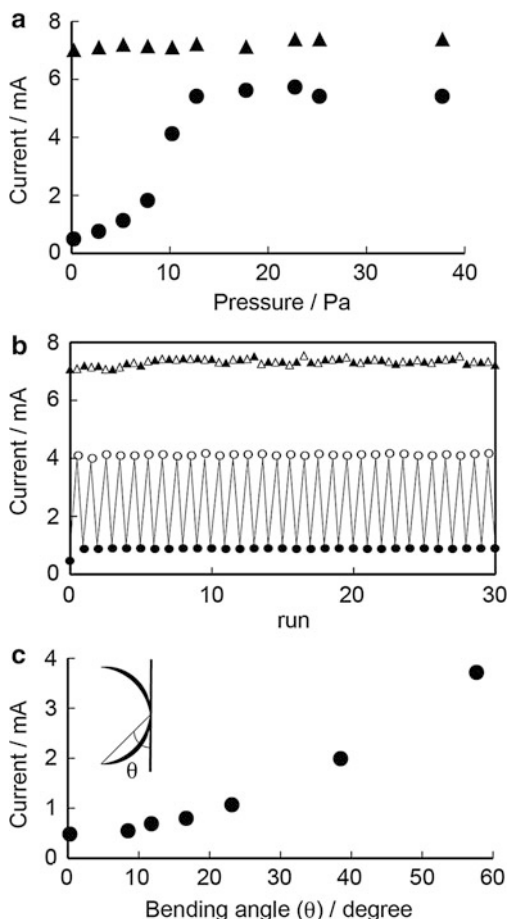 a
8
6
4
2
0
Current / mA
0 10 20 30 40
Pressure / Pa
b
8
6
4
2
0
Current / mA
0 10 20 30
run
c
4
3
2
1
0
Current / mA
θ
0 10 20 30 40 50 60
Bending angle (θ) / degree